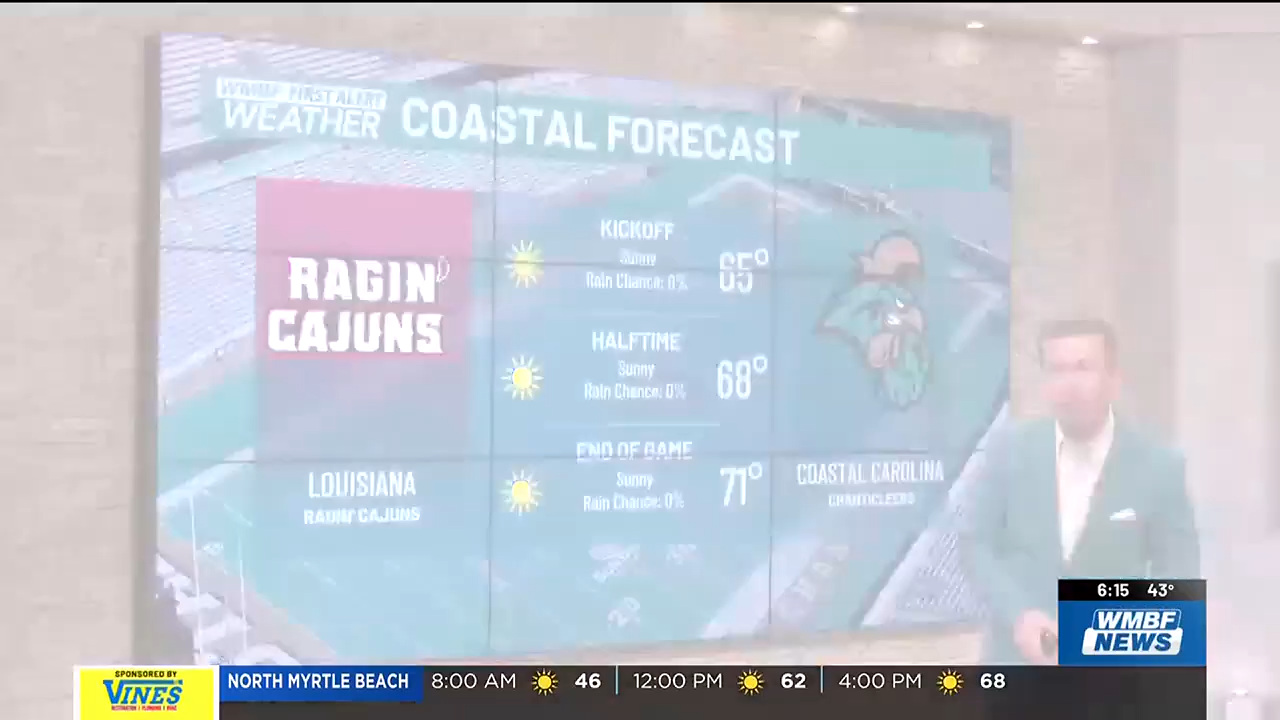 WMBF FIRST ALERT
WEATHER
COASTAL FORECAST
RAGIN'
CAJUNS
LOUISIANA
RAGIN' CAJUNS
KICKOFF
Sunny
Rain Chance: 0%
65°
HALFTIME
Sunny
Rain Chance: 0%
68°
END OF GAME
Sunny
Rain Chance: 0%
71°
COASTAL CAROLINA
CHANTICLEERS
6:15 43°
WMBF
NEWS
SPONSORED BY
VINES
RESTORATION | PLUMBING | HVAC
NORTH MYRTLE BEACH 8:00 AM 46 12:00 PM 62 4:00 PM 68